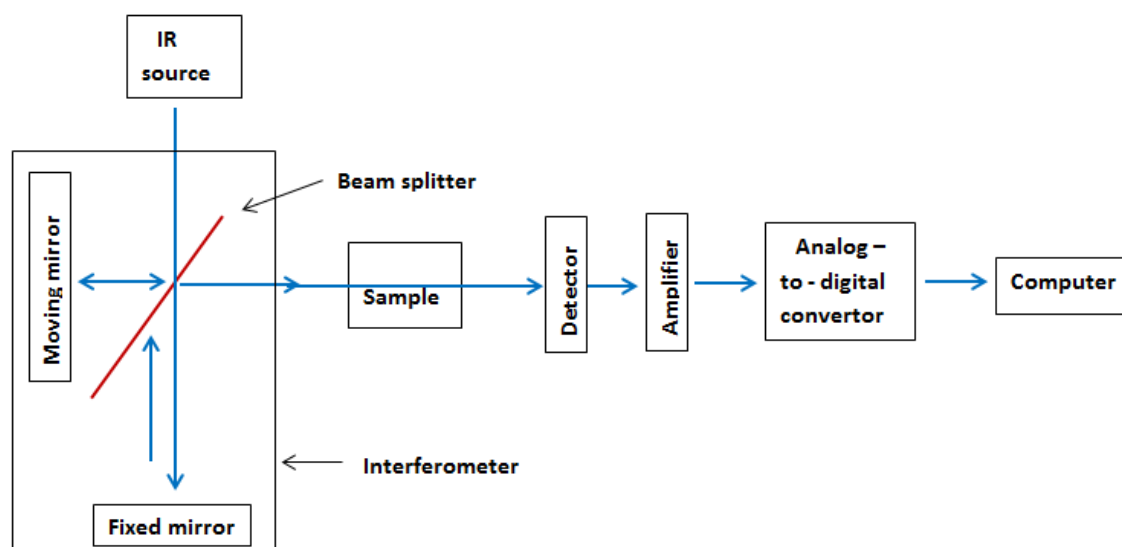 IR
source
Beam splitter
Moving mirror
Sample
Detector
Amplifier
Analog –
to - digital
convertor
Computer
Interferometer
Fixed mirror